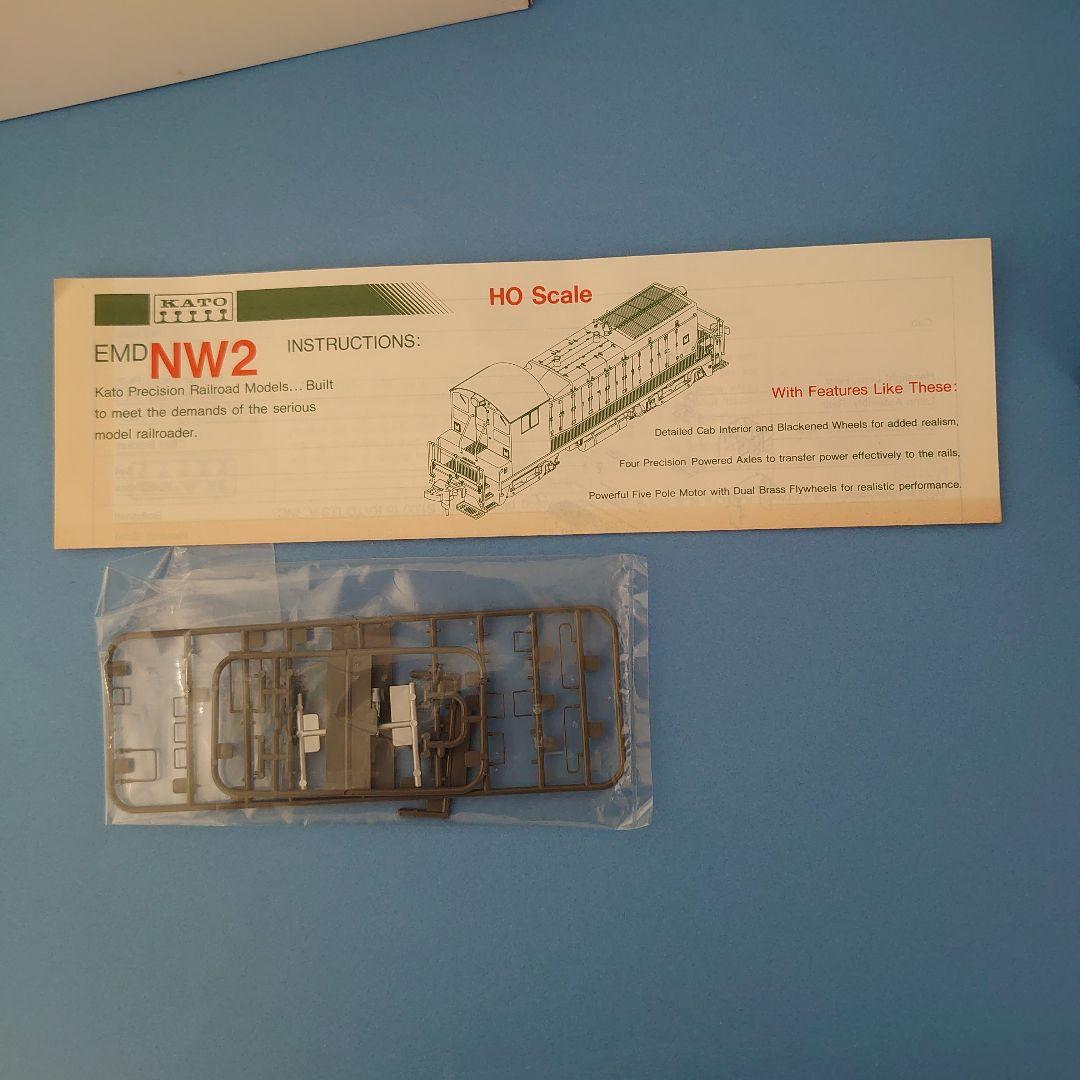 KATO
HO Scale
EMD NW2 INSTRUCTIONS:
Kato Precision Railroad Models... Built
to meet the demands of the serious
model railroader.
With Features Like These:
Detailed Cab Interior and Blackened Wheels for added realism,
Four Precision Powered Axles to transfer power effectively to the rails,
Powerful Five Pole Motor with Dual Brass Flywheels for realistic performance.